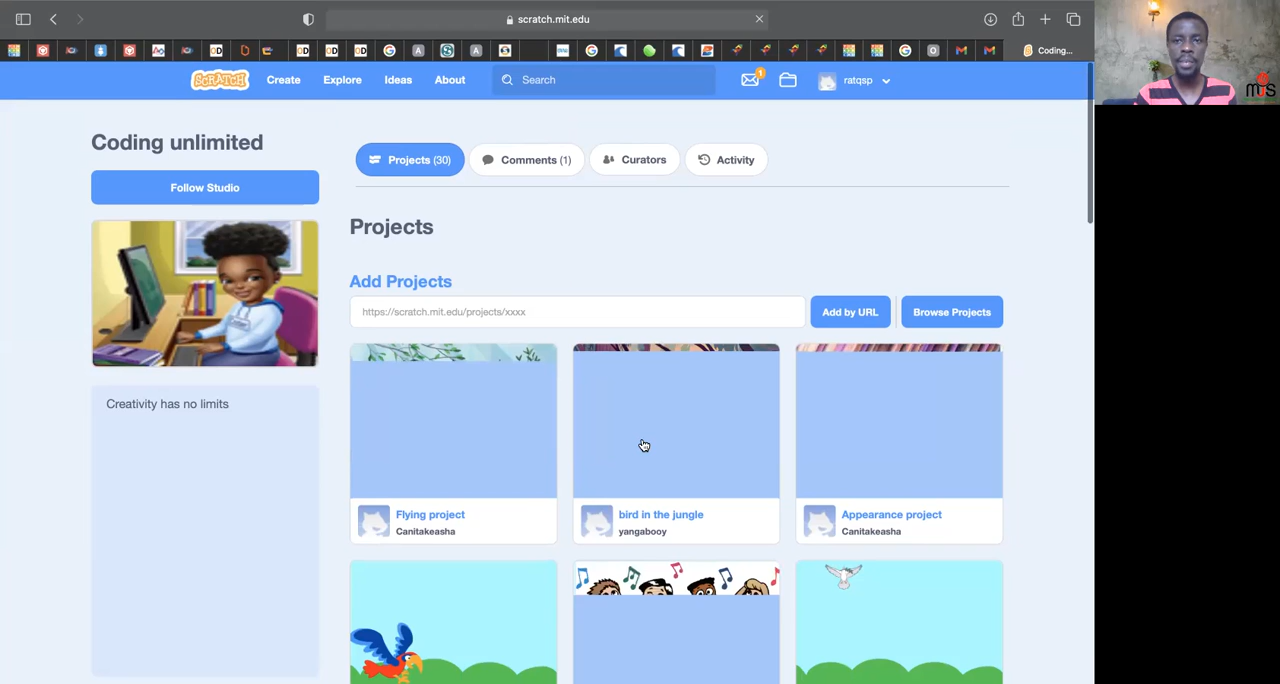 scratch.mit.edu
Coding...
SCRATCH
Create
Explore
Ideas
About
Search
1
ratqsp
Coding unlimited
Follow Studio
Creativity has no limits
Projects (30)
Comments (1)
Curators
Activity
Projects
Add Projects
https://scratch.mit.edu/projects/xxxx
Add by URL
Browse Projects
Flying project
Canitakeasha
bird in the jungle
yangabooy
Appearance project
Canitakeasha